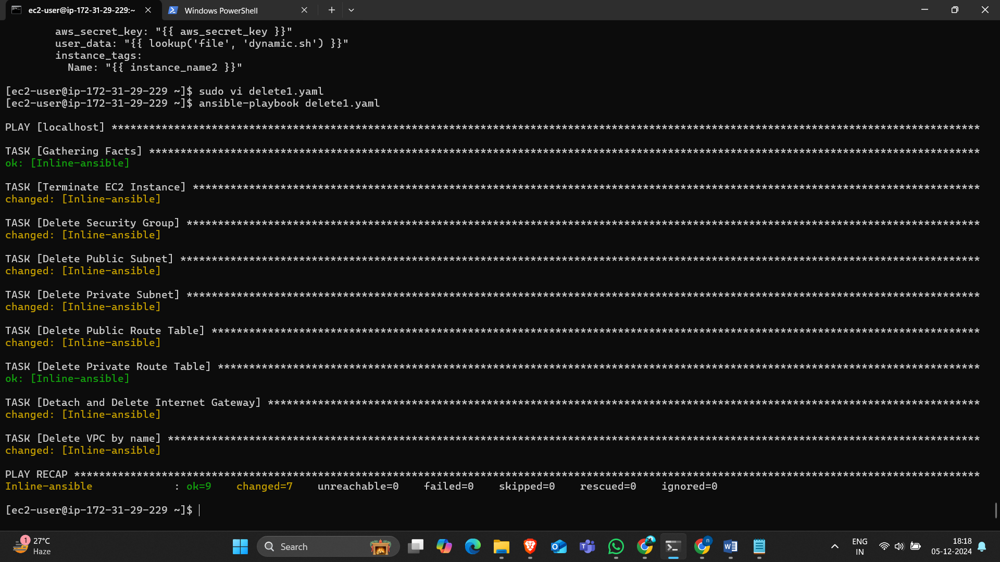 ec2-user@ip-172-31-29-229:~
Windows PowerShell
        aws_secret_key: "{{ aws_secret_key }}"
        user_data: "{{ lookup('file', 'dynamic.sh') }}"
        instance_tags:
          Name: "{{ instance_name2 }}"
[ec2-user@ip-172-31-29-229 ~]$ sudo vi delete1.yaml
[ec2-user@ip-172-31-29-229 ~]$ ansible-playbook delete1.yaml
PLAY [localhost] *******************************************************************************************************************************************
TASK [Gathering Facts] *************************************************************************************************************************************
ok: [Inline-ansible]
TASK [Terminate EC2 Instance] ******************************************************************************************************************************
changed: [Inline-ansible]
TASK [Delete Security Group] *******************************************************************************************************************************
changed: [Inline-ansible]
TASK [Delete Public Subnet] ********************************************************************************************************************************
changed: [Inline-ansible]
TASK [Delete Private Subnet] *******************************************************************************************************************************
changed: [Inline-ansible]
TASK [Delete Public Route Table] ***************************************************************************************************************************
changed: [Inline-ansible]
TASK [Delete Private Route Table] **************************************************************************************************************************
ok: [Inline-ansible]
TASK [Detach and Delete Internet Gateway] ******************************************************************************************************************
changed: [Inline-ansible]
TASK [Delete VPC by name] **********************************************************************************************************************************
changed: [Inline-ansible]
PLAY RECAP *************************************************************************************************************************************************
Inline-ansible             : ok=9    changed=7    unreachable=0    failed=0    skipped=0    rescued=0    ignored=0
[ec2-user@ip-172-31-29-229 ~]$
1
27°C
Haze
Search
n
ENG
IN
18:18
05-12-2024